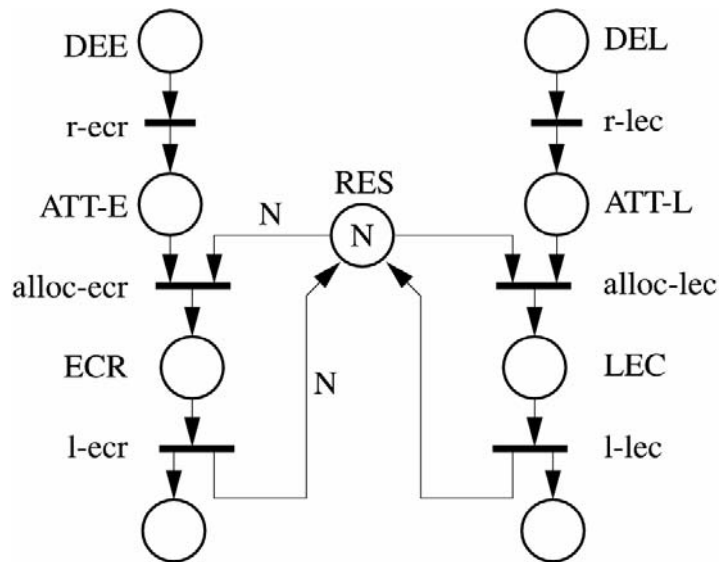 DEE
DEL
r-ecr
r-lec
RES
ATT-E
N
N
ATT-L
alloc-ecr
alloc-lec
ECR
N
LEC
l-ecr
l-lec